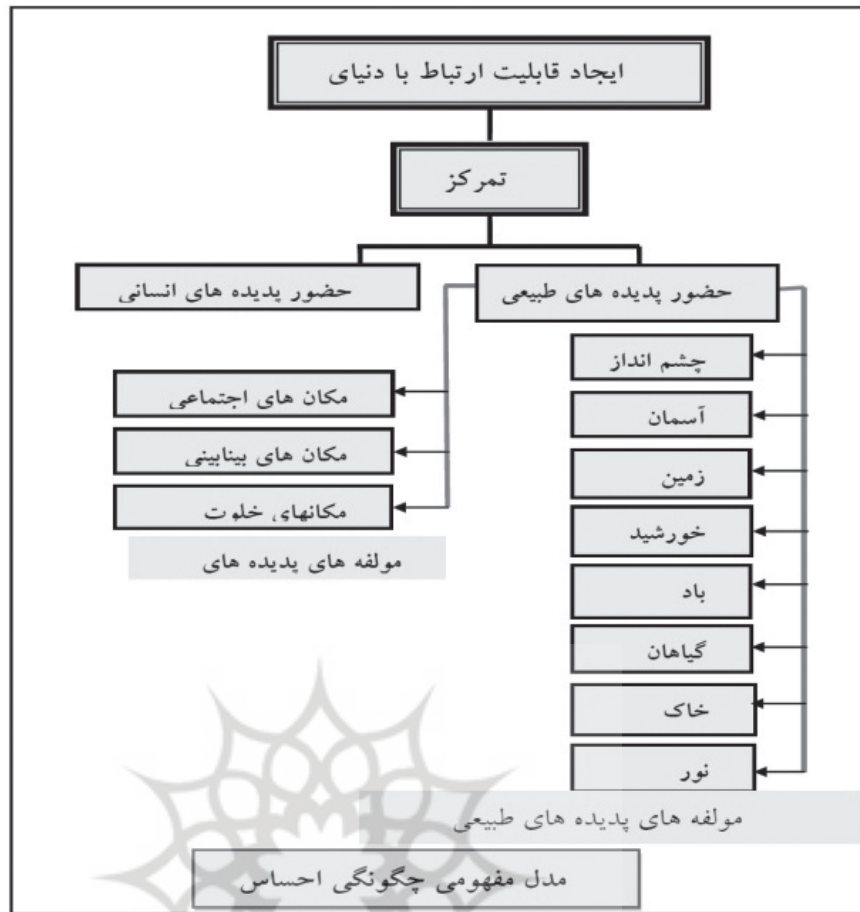 ایجاد قابلیت ارتباط با دنیای
تمرکز
حضور پدیده های طبیعی
حضور پدیده های انسانی
چشم انداز
آسمان
زمین
خورشید
باد
گیاهان
خاک
نور
مولفه های پدیده های طبیعی
مکان های اجتماعی
مکان های بینابینی
مکانهای خلوت
مولفه های پدیده های
مدل مفهومی چگونگی احساس